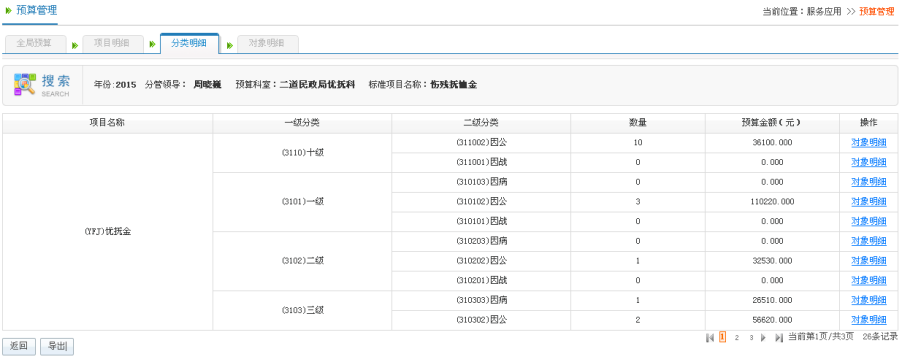 预算管理
当前位置：服务应用 >> 预算管理
全局预算 项目明细 分类明细 对象明细
搜索 年份:2015 分管领导： 周晓巍 预算科室：二道民政局优抚科 标准项目名称：伤残抚恤金
SEARCH
项目名称 一级分类 二级分类 数量 预算金额(元) 操作
(YFJ)优抚金
(3110)十级
(311002)因公 10 36100.000 对象明细
(311001)因战 0 0.000 对象明细
(3101)一级
(310103)因病 0 0.000 对象明细
(310102)因公 3 110220.000 对象明细
(310101)因战 0 0.000 对象明细
(3102)二级
(310203)因病 0 0.000 对象明细
(310202)因公 1 32530.000 对象明细
(310201)因战 0 0.000 对象明细
(3103)三级
(310303)因病 1 26510.000 对象明细
(310302)因公 2 56620.000 对象明细
1 2 3 当前第1页/共3页 26条记录
返回 导出